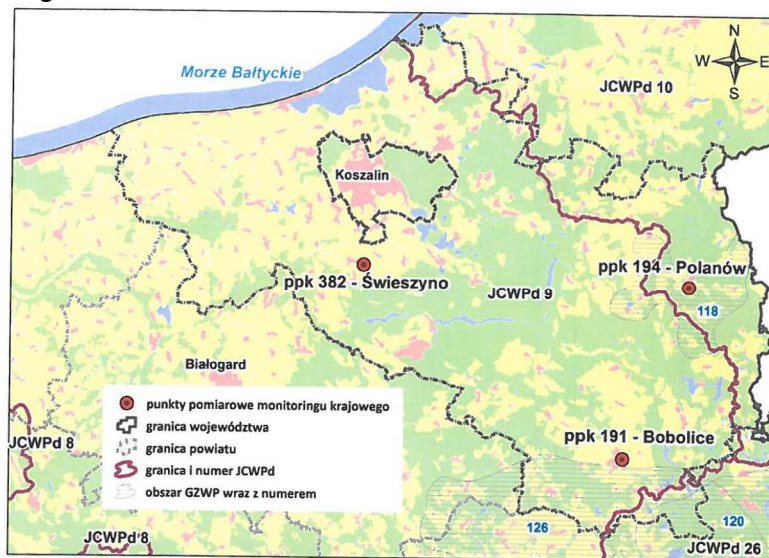 Morze Bałtyckie
N
W E
S
JCWPd 10
Koszalin
ppk 382 - Świeszyno
JCWPd 9
ppk 194 - Polanów
118
Białogard
punkty pomiarowe monitoringu krajowego
granica województwa
granica powiatu
granica i numer JCWPd
obszar GZWP wraz z numerem
JCWPd 8
ppk 191 - Bobolice
JCWPd 8
126
120
JCWPd 26